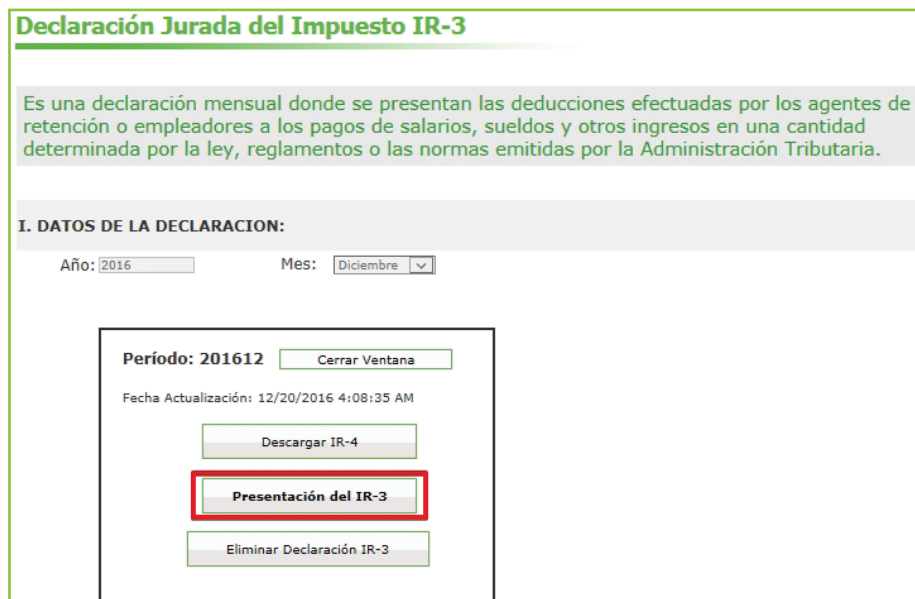 Declaración Jurada del Impuesto IR-3
Es una declaración mensual donde se presentan las deducciones efectuadas por los agentes de
retención o empleadores a los pagos de salarios, sueldos y otros ingresos en una cantidad
determinada por la ley, reglamentos o las normas emitidas por la Administración Tributaria.
I. DATOS DE LA DECLARACION:
Año: 2016 Mes: Diciembre
Período: 201612 Cerrar Ventana
Fecha Actualización: 12/20/2016 4:08:35 AM
Descargar IR-4
Presentación del IR-3
Eliminar Declaración IR-3